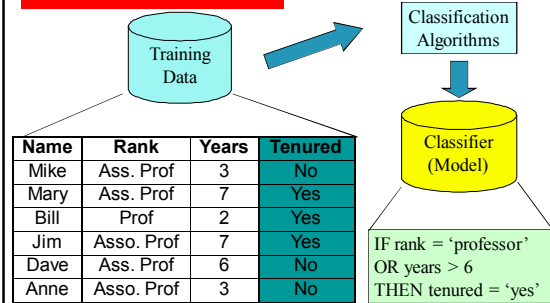 Training
Data
Classification
Algorithms
Name Rank Years Tenured
Mike Ass. Prof 3 No
Mary Ass. Prof 7 Yes
Bill Prof 2 Yes
Jim Asso. Prof 7 Yes
Dave Ass. Prof 6 No
Anne Asso. Prof 3 No
Classifier
(Model)
IF rank = ‘professor’
OR years > 6
THEN tenured = ‘yes’